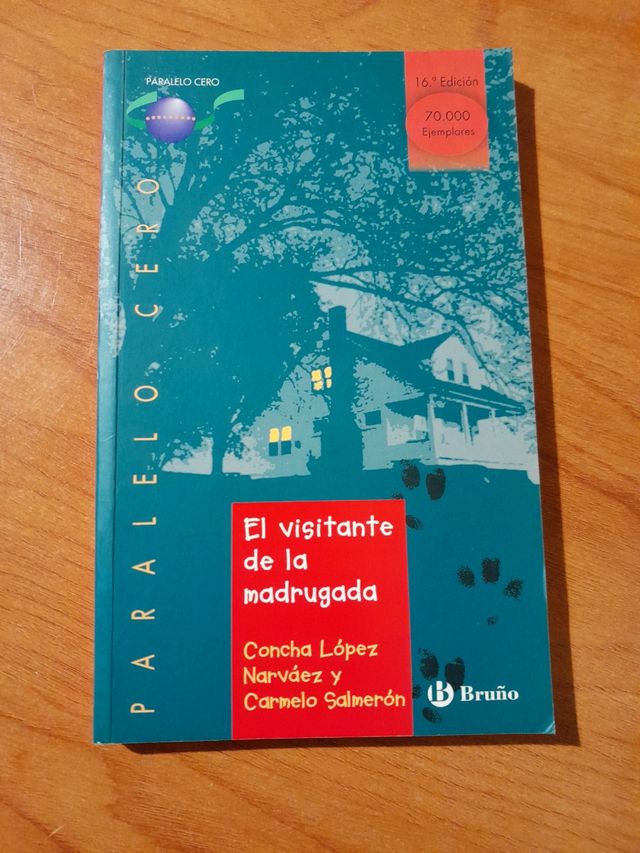 PARALELO CERO
16.ª Edición
70.000
Ejemplares
PARALELO CERO
El visitante
de la
madrugada
Concha López
Narváez y
Carmelo Salmerón
B Bruño